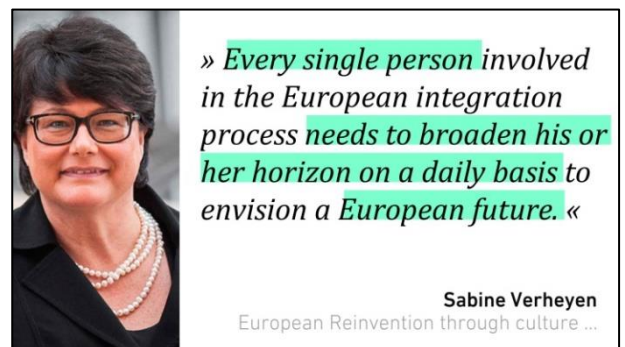 » Every single person involved
in the European integration
process needs to broaden his or
her horizon on a daily basis to
envision a European future. «
Sabine Verheyen
European Reinvention through culture ...